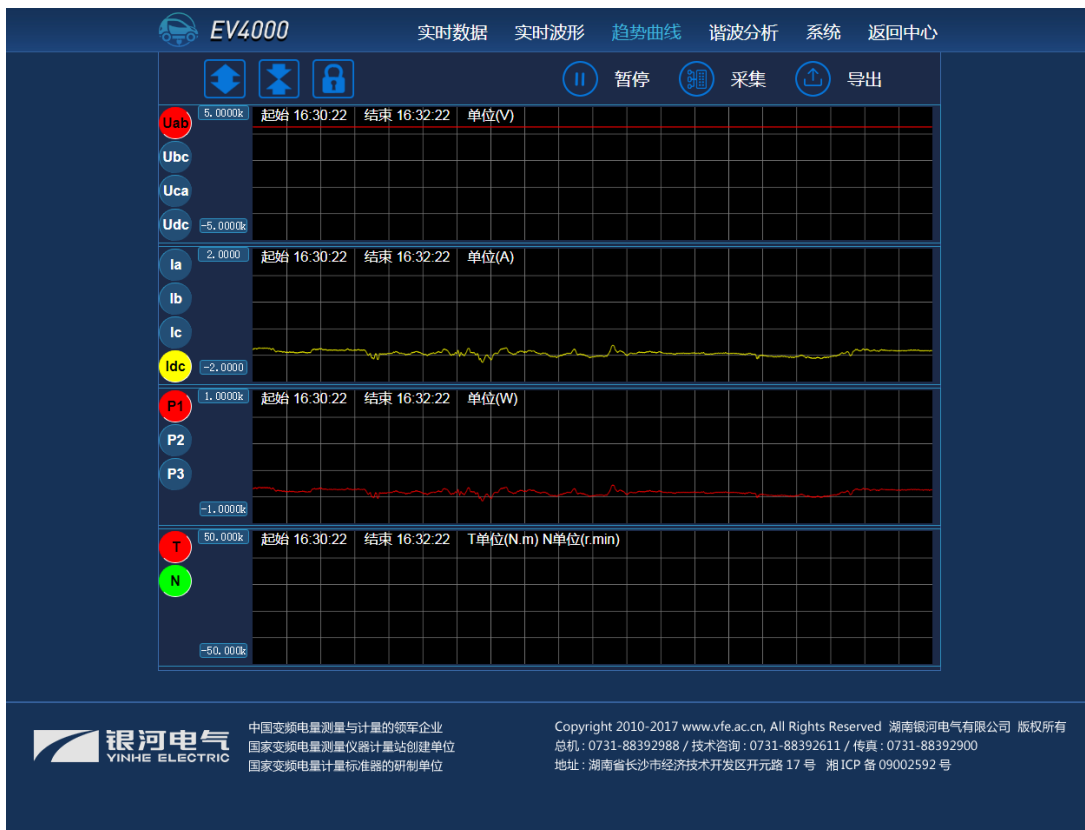 EV4000 实时数据 实时波形 趋势曲线 谐波分析 系统 返回中心
暂停 采集 导出
Uab 5.0000k 起始 16:30:22 结束 16:32:22 单位(V)
Ubc
Uca
Udc -5.0000k
Ia 2.0000 起始 16:30:22 结束 16:32:22 单位(A)
Ib
Ic
Idc -2.0000
P1 1.0000k 起始 16:30:22 结束 16:32:22 单位(W)
P2
P3
-1.0000k
T 50.000k 起始 16:30:22 结束 16:32:22 T单位(N.m) N单位(r.min)
N
-50.000k
银河电气
YINHE ELECTRIC
中国变频电量测量与计量的领军企业
国家变频电量测量仪器计量站创建单位
国家变频电量计量标准器的研制单位
Copyright 2010-2017 www.vfe.ac.cn, All Rights Reserved 湖南银河电气有限公司 版权所有
总机 : 0731-88392988 / 技术咨询 : 0731-88392611 / 传真 : 0731-88392900
地址 : 湖南省长沙市经济技术开发区开元路 17 号 湘 ICP 备 09002592 号